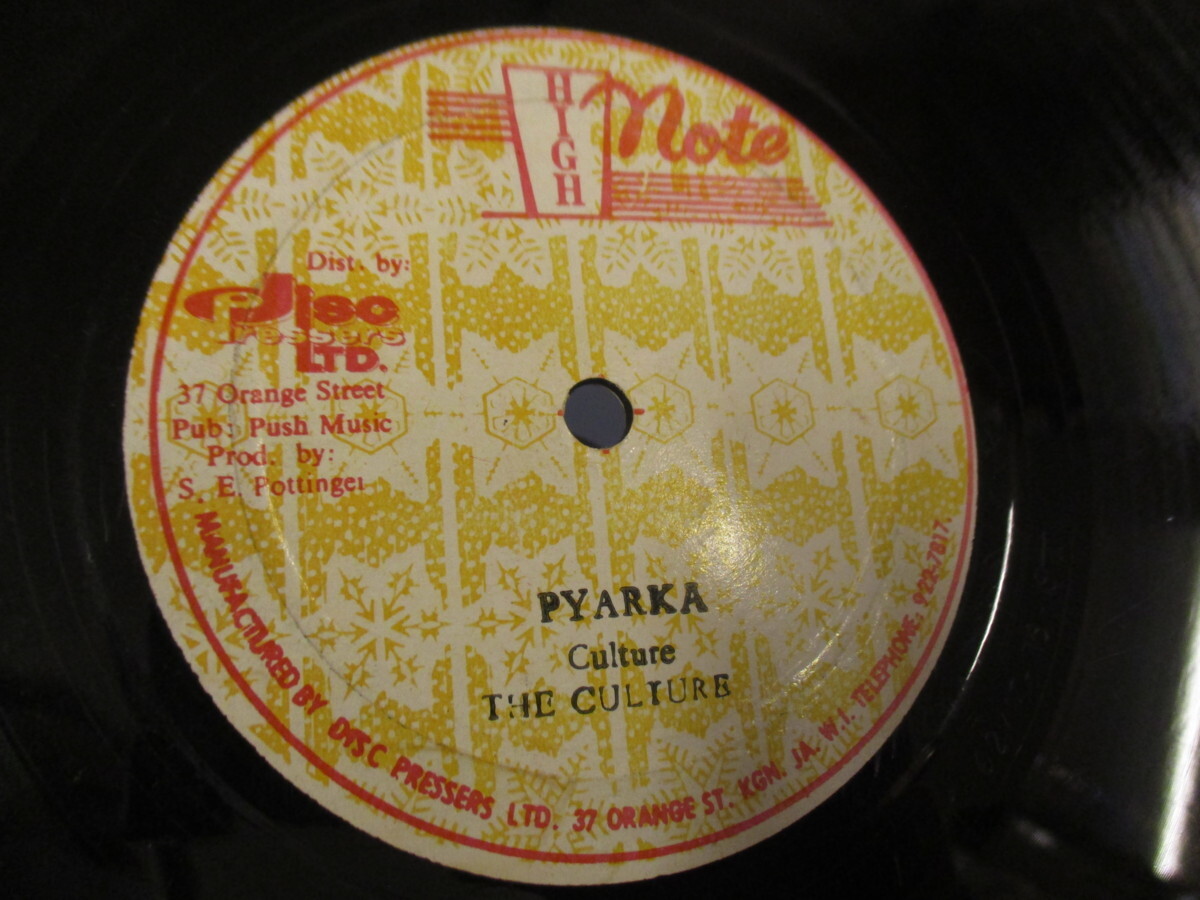 HIGH Note
Dist. by:
Disc
Pressers
LTD.
37 Orange Street
Pub: Push Music
Prod. by:
S. E. Pottinger
PYARKA
Culture
THE CULTURE
MANUFACTURED BY DISC PRESSERS LTD. 37 ORANGE ST. KGN. JA. W.I. TELEPHONE: 922-7817.